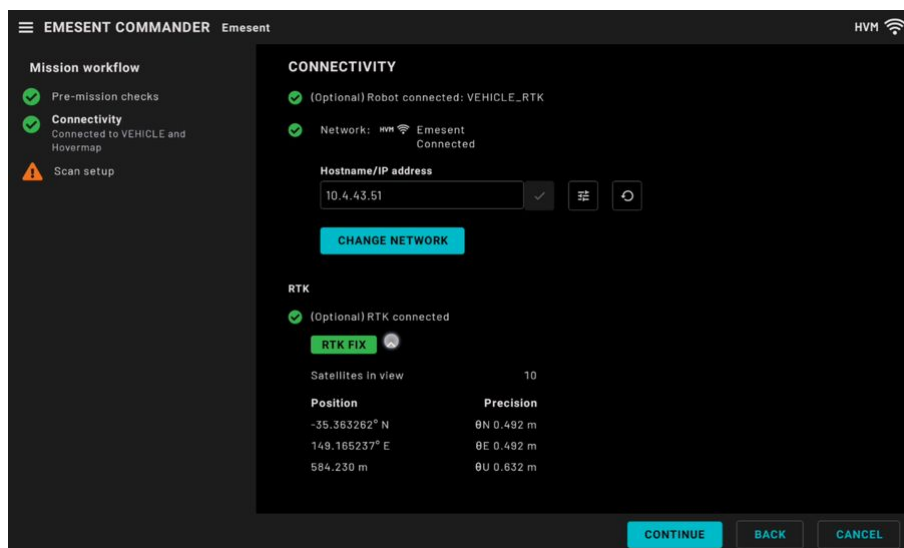 EMESENT COMMANDER Emesent
HVM
Mission workflow
Pre-mission checks
Connectivity
Connected to VEHICLE and
Hovermap
Scan setup
CONNECTIVITY
(Optional) Robot connected: VEHICLE_RTK
Network: HVM Emesent
Connected
Hostname/IP address
10.4.43.51
CHANGE NETWORK
RTK
(Optional) RTK connected
RTK FIX
Satellites in view 10
Position Precision
-35.363262° N θN 0.492 m
149.165237° E θE 0.492 m
584.230 m θU 0.632 m
CONTINUE BACK CANCEL